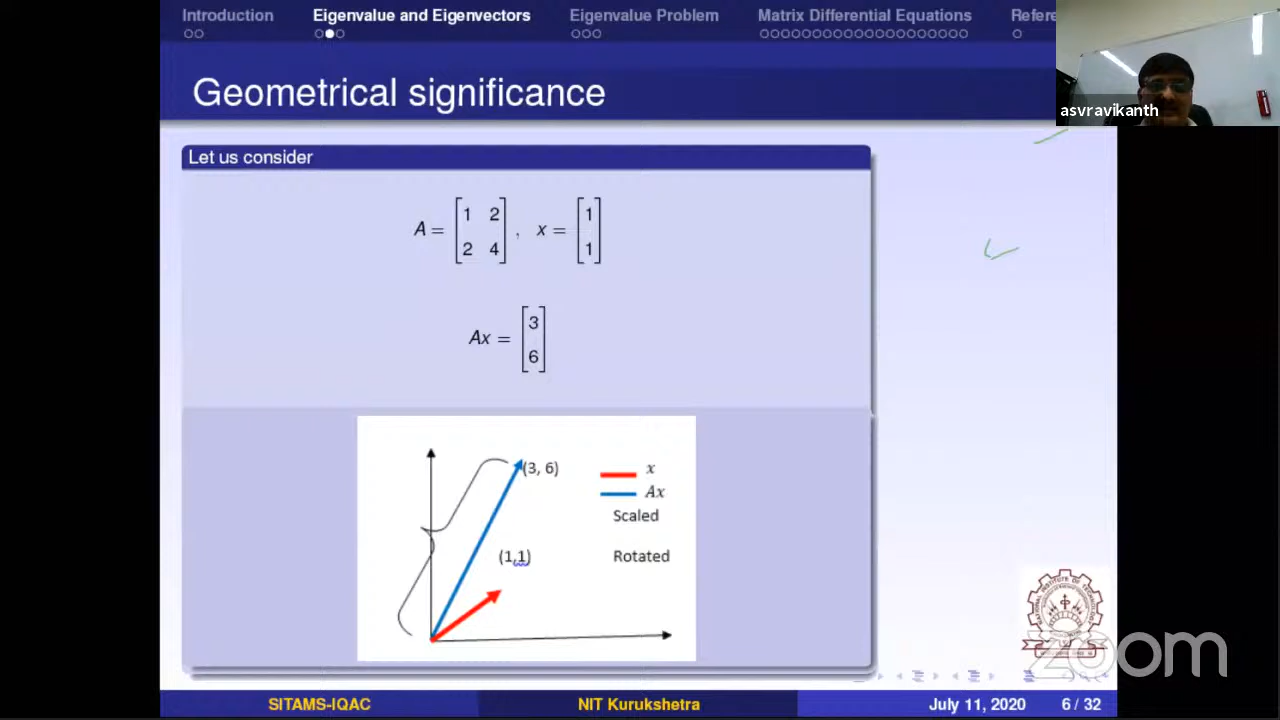 Introduction Eigenvalue and Eigenvectors Eigenvalue Problem Matrix Differential Equations Refere
Geometrical significance
asvravikanth
Let us consider
A = [1 2
2 4], x = [1
1]
Ax = [3
6]
(3, 6)
x
Ax
Scaled
(1,1)
Rotated
zoom
SITAMS-IQAC NIT Kurukshetra July 11, 2020 6 / 32